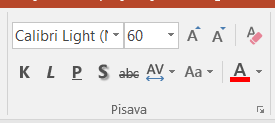 Calibri Light (N 60 A A A
K L P S abc AV Aa A
Pisava